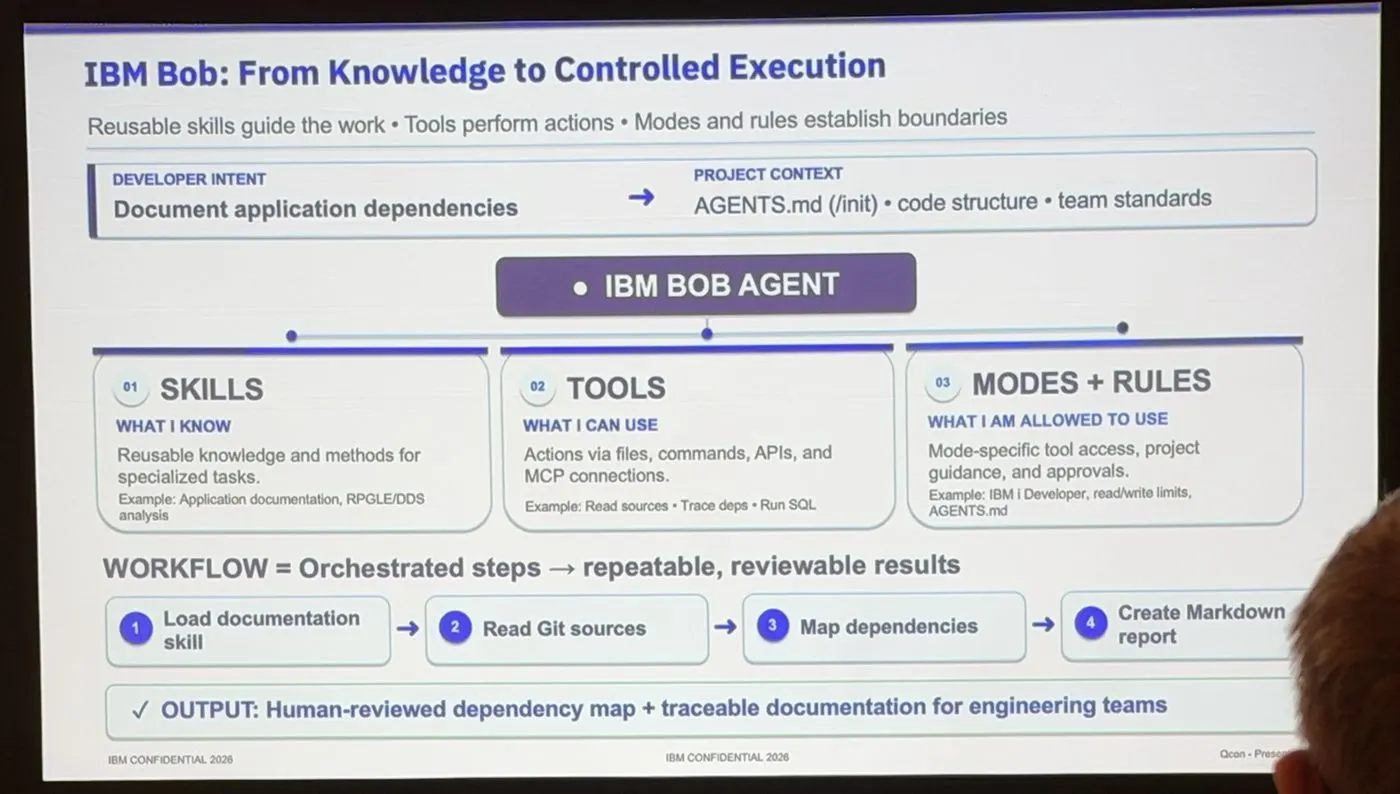 IBM Bob: From Knowledge to Controlled Execution
Reusable skills guide the work • Tools perform actions • Modes and rules establish boundaries
DEVELOPER INTENT
Document application dependencies
→
PROJECT CONTEXT
AGENTS.md (/init) • code structure • team standards
• IBM BOB AGENT
01 SKILLS
WHAT I KNOW
Reusable knowledge and methods for
specialized tasks.
Example: Application documentation, RPGLE/DDS
analysis
02 TOOLS
WHAT I CAN USE
Actions via files, commands, APIs, and
MCP connections.
Example: Read sources • Trace deps • Run SQL
03 MODES + RULES
WHAT I AM ALLOWED TO USE
Mode-specific tool access, project
guidance, and approvals.
Example: IBM i Developer, read/write limits,
AGENTS.md
WORKFLOW = Orchestrated steps → repeatable, reviewable results
1 Load documentation
skill
→
2 Read Git sources
→
3 Map dependencies
→
4 Create Markdown
report
✓ OUTPUT: Human-reviewed dependency map + traceable documentation for engineering teams
IBM CONFIDENTIAL 2026
IBM CONFIDENTIAL 2026
Qcon -